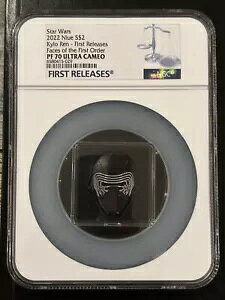 Star Wars
2022 Niue S$2
Kylo Ren - First Releases
Faces of the First Order
PF 70 ULTRA CAMEO
FIRST RELEASES
NGC